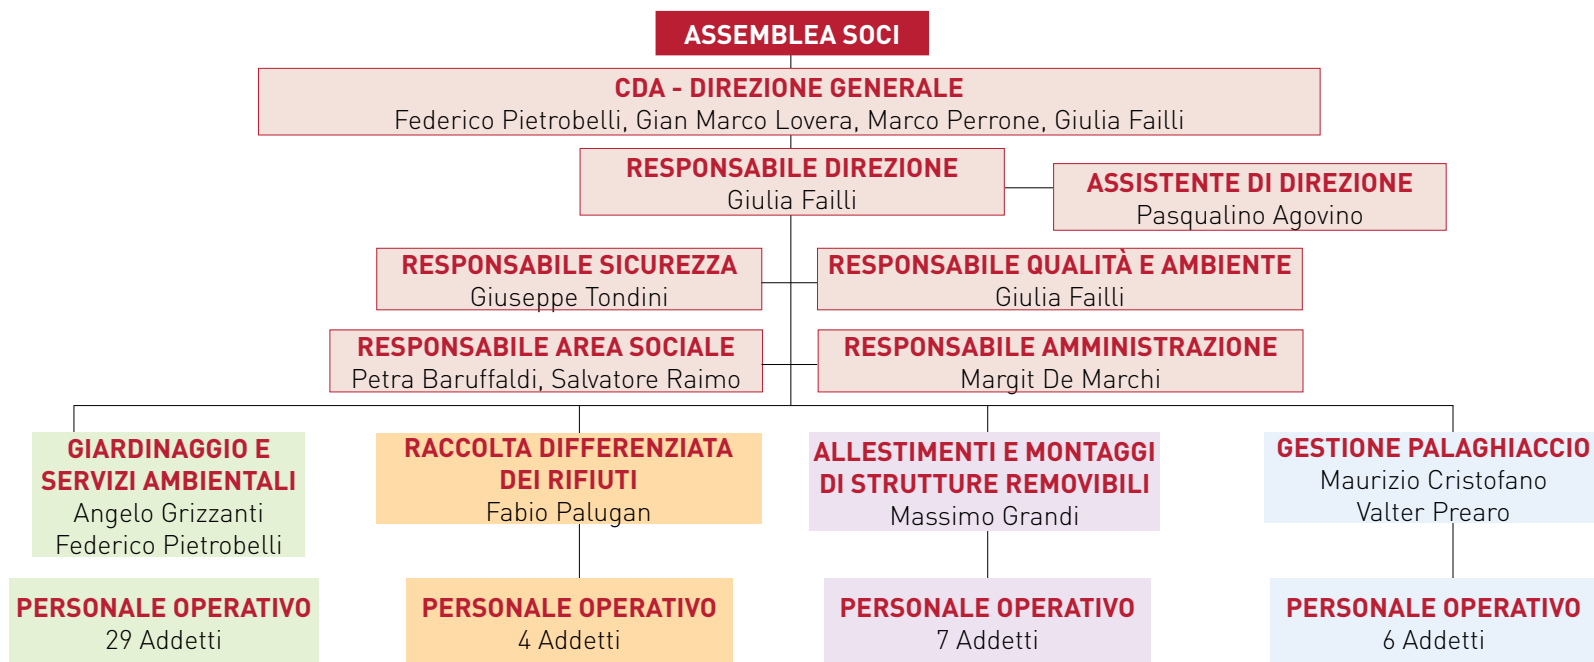 ASSEMBLEA SOCI
CDA - DIREZIONE GENERALE
Federico Pietrobelli, Gian Marco Lovera, Marco Perrone, Giulia Failli
RESPONSABILE DIREZIONE
Giulia Failli
ASSISTENTE DI DIREZIONE
Pasqualino Agovino
RESPONSABILE SICUREZZA
Giuseppe Tondini
RESPONSABILE QUALITÀ E AMBIENTE
Giulia Failli
RESPONSABILE AREA SOCIALE
Petra Baruffaldi, Salvatore Raimo
RESPONSABILE AMMINISTRAZIONE
Margit De Marchi
GIARDINAGGIO E
SERVIZI AMBIENTALI
Angelo Grizzanti
Federico Pietrobelli
RACCOLTA DIFFERENZIATA
DEI RIFIUTI
Fabio Palugan
ALLESTIMENTI E MONTAGGI
DI STRUTTURE REMOVIBILI
Massimo Grandi
GESTIONE PALAGHIACCIO
Maurizio Cristofano
Valter Prearo
PERSONALE OPERATIVO
29 Addetti
PERSONALE OPERATIVO
4 Addetti
PERSONALE OPERATIVO
7 Addetti
PERSONALE OPERATIVO
6 Addetti